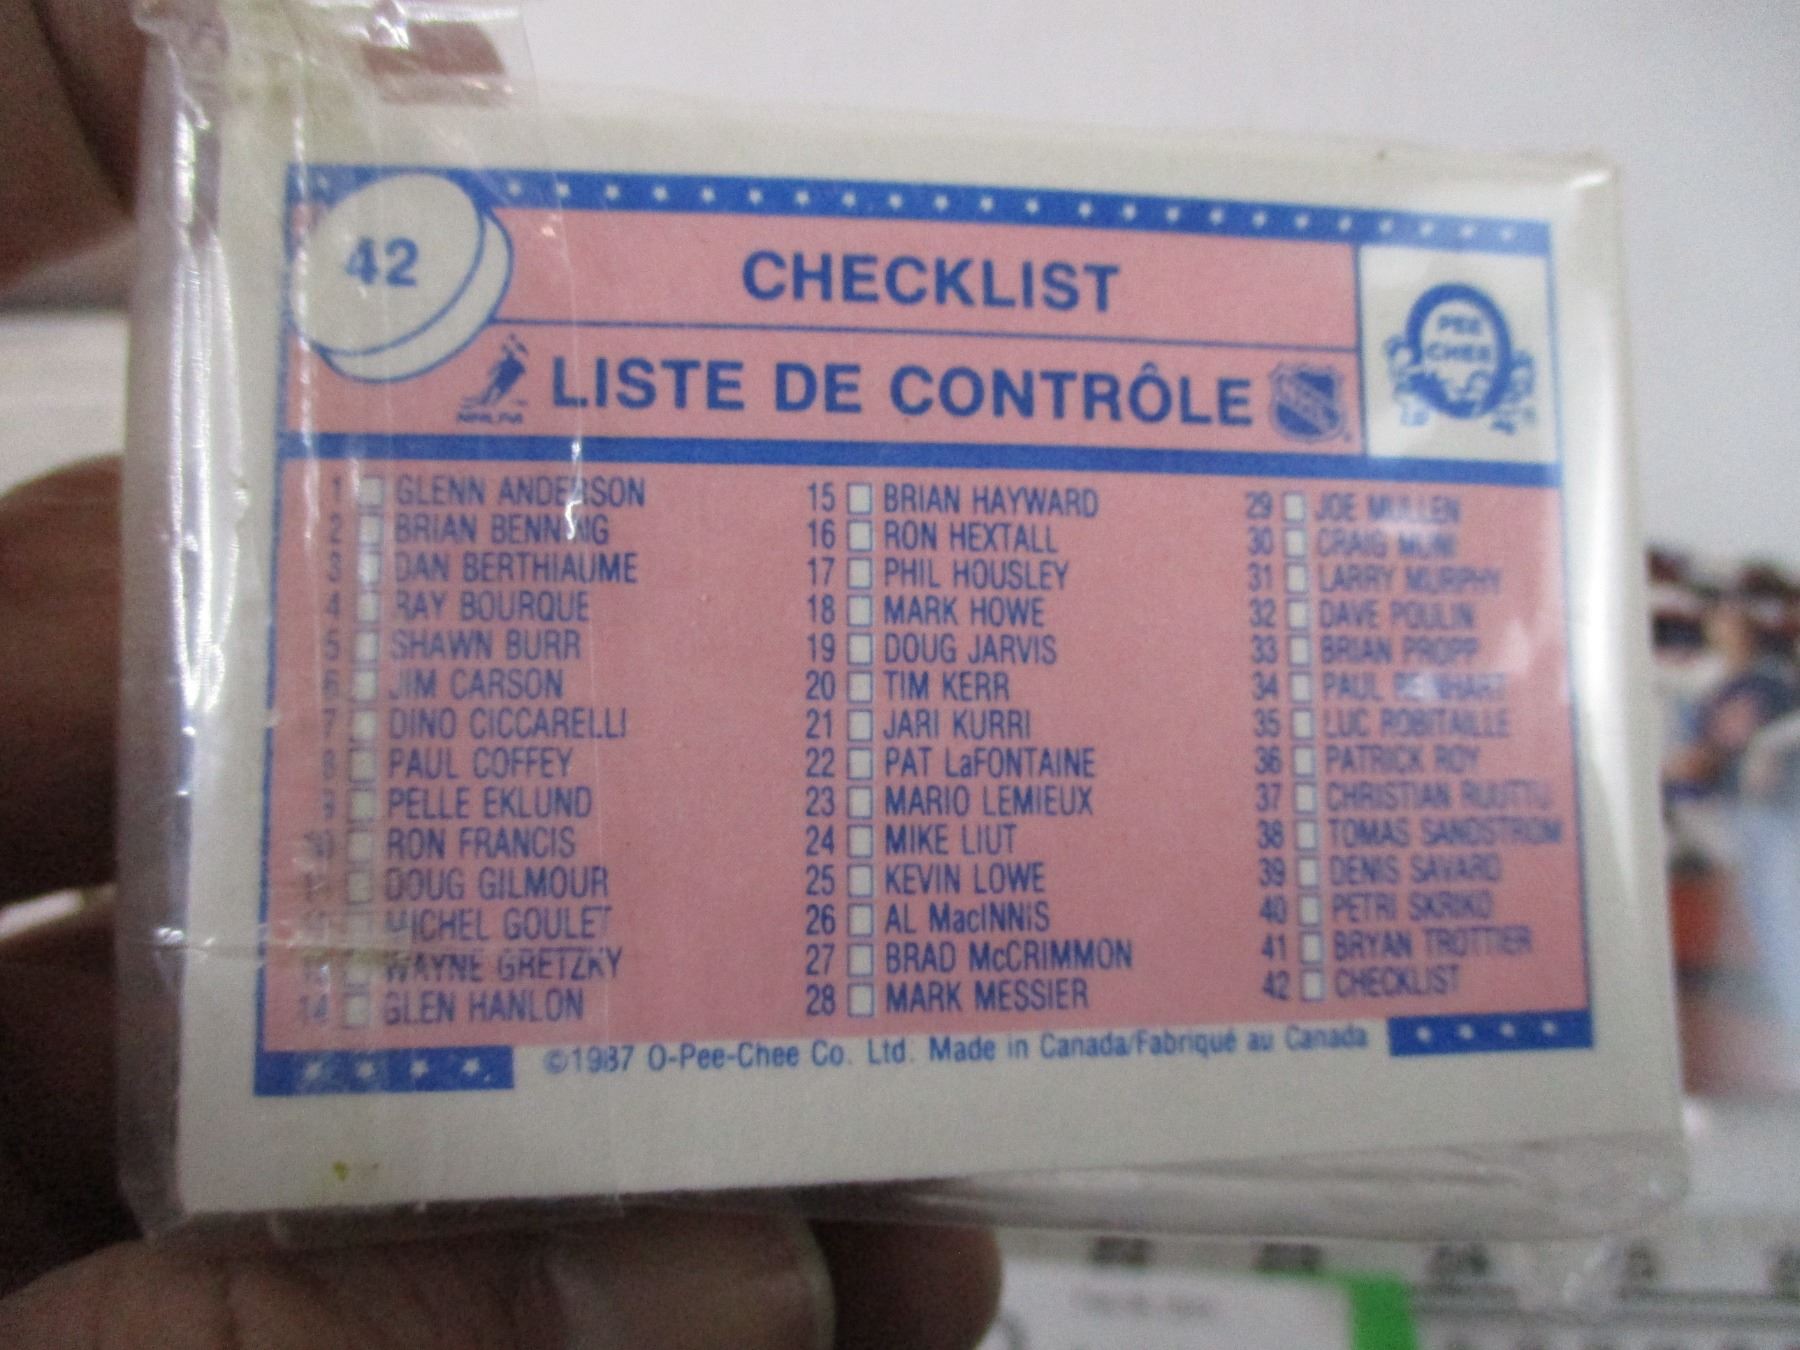 42
CHECKLIST
LISTE DE CONTRÔLE
NHLPA
PEE
CHEE
1 GLENN ANDERSON
2 BRIAN BENNING
3 DAN BERTHIAUME
4 RAY BOURQUE
5 SHAWN BURR
6 JIM CARSON
7 DINO CICCARELLI
8 PAUL COFFEY
9 PELLE EKLUND
10 RON FRANCIS
11 DOUG GILMOUR
12 MICHEL GOULET
13 WAYNE GRETZKY
14 GLEN HANLON
15 BRIAN HAYWARD
16 RON HEXTALL
17 PHIL HOUSLEY
18 MARK HOWE
19 DOUG JARVIS
20 TIM KERR
21 JARI KURRI
22 PAT LaFONTAINE
23 MARIO LEMIEUX
24 MIKE LIUT
25 KEVIN LOWE
26 AL MacINNIS
27 BRAD McCRIMMON
28 MARK MESSIER
29 JOE MULLEN
30 CRAIG MUNI
31 LARRY MURPHY
32 DAVE POULIN
33 BRIAN PROPP
34 PAUL REINHART
35 LUC ROBITAILLE
36 PATRICK ROY
37 CHRISTIAN RUUTTU
38 TOMAS SANDSTROM
39 DENIS SAVARD
40 PETRI SKRIKO
41 BRYAN TROTTIER
42 CHECKLIST
©1987 O-Pee-Chee Co. Ltd. Made in Canada/Fabriqué au Canada